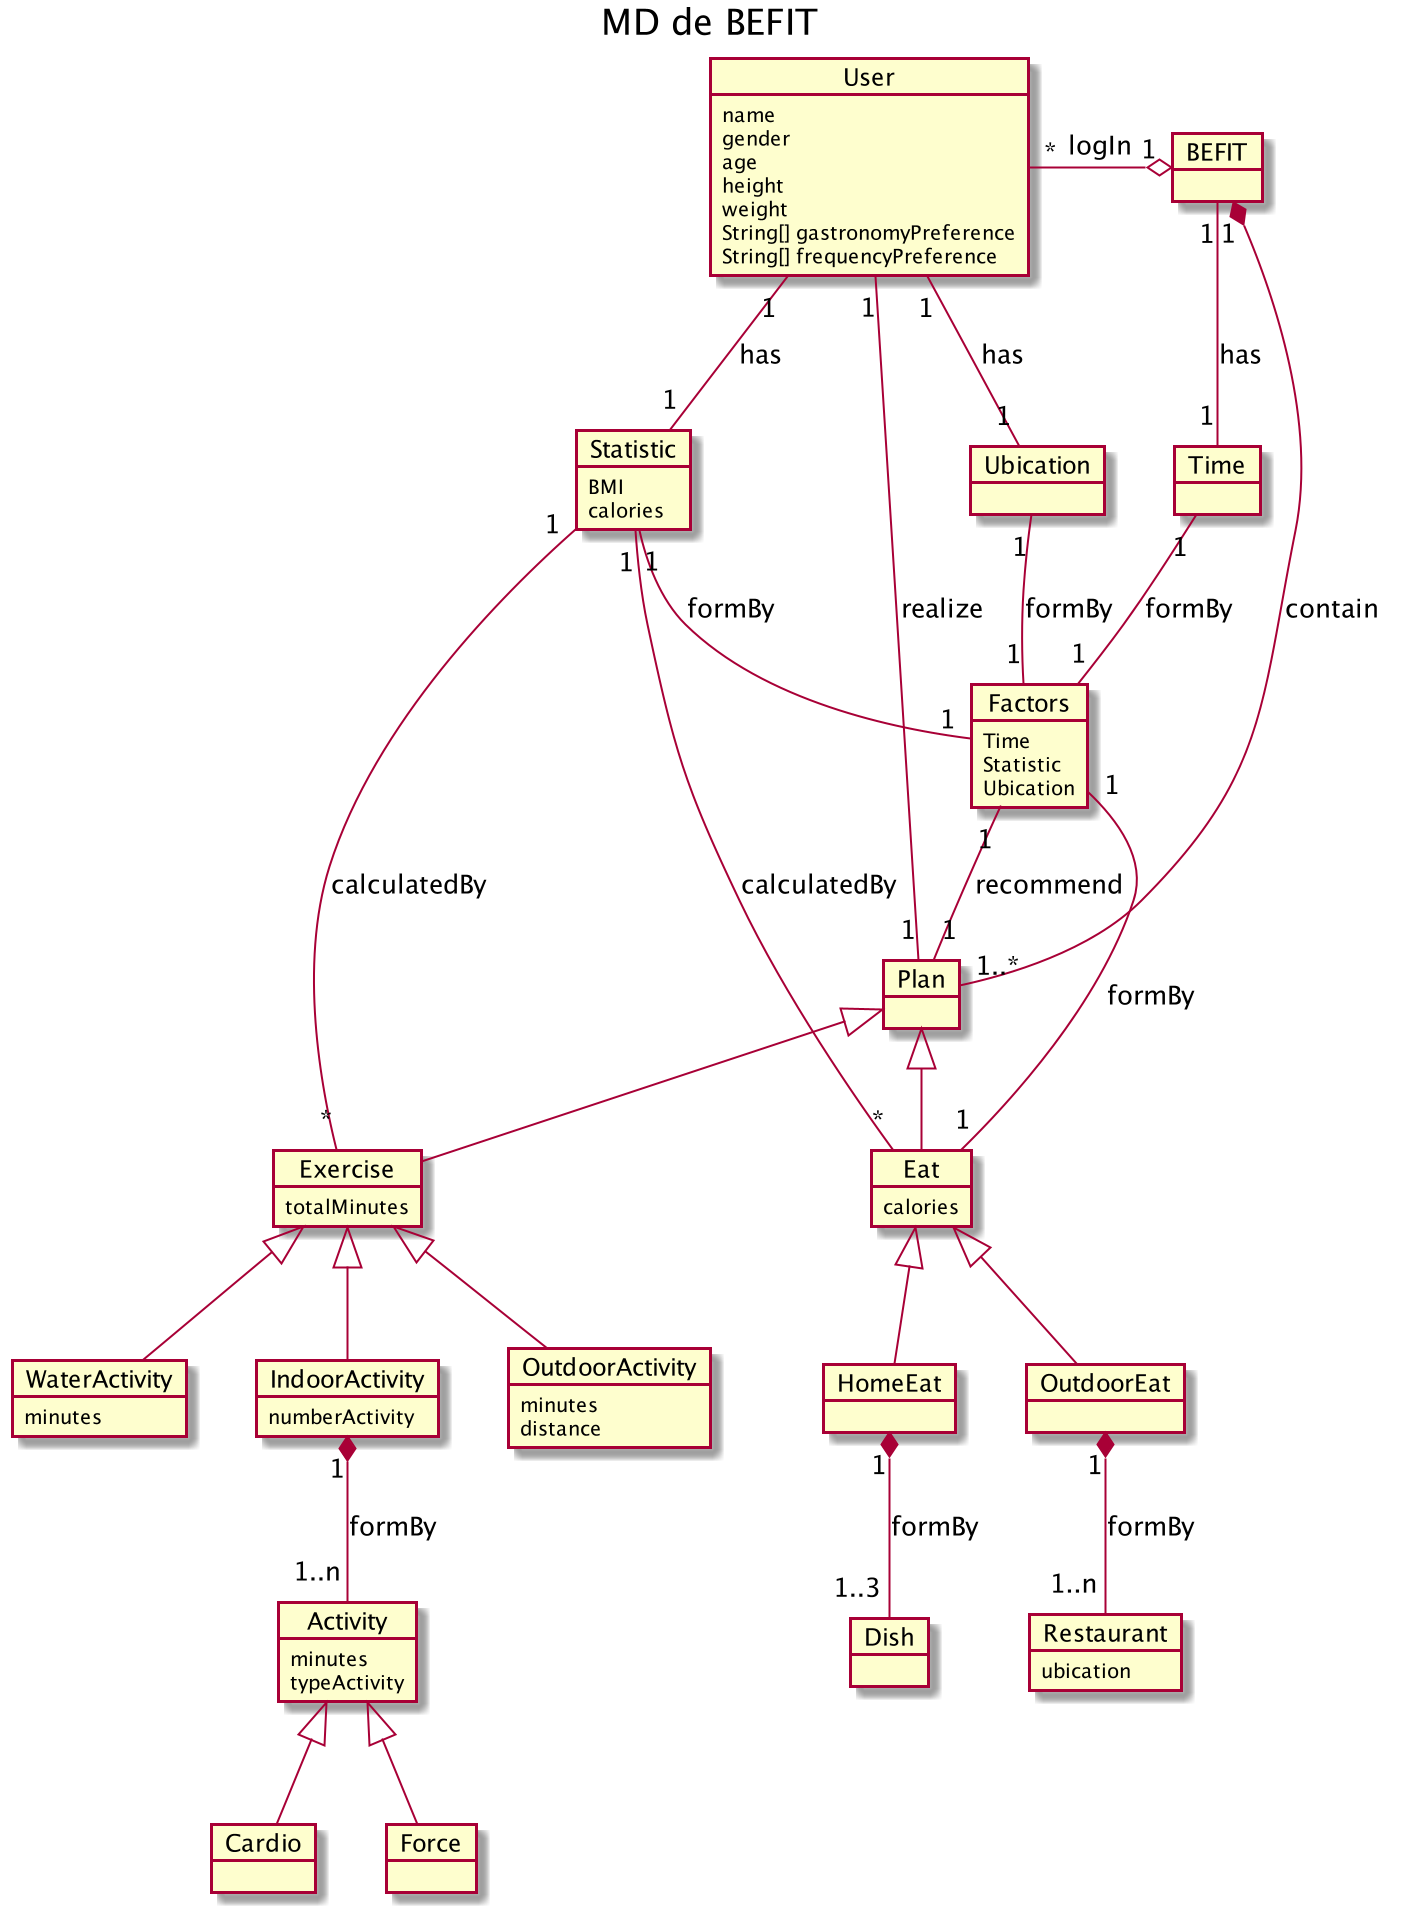 MD de BEFIT
User
name
gender
age
height
weight
String[] gastronomyPreference
String[] frequencyPreference
* logIn 1
BEFIT
1
1
1
1
1
1
has
has
has
1
1
1
Statistic
BMI
calories
Ubication
Time
1
1
1
1
1
formBy
realize
formBy
formBy
contain
1
1
1
Factors
Time
Statistic
Ubication
1
1
calculatedBy
calculatedBy
recommend
1
1
1..*
Plan
formBy
*
*
1
Exercise
totalMinutes
Eat
calories
WaterActivity
minutes
IndoorActivity
numberActivity
OutdoorActivity
minutes
distance
HomeEat
OutdoorEat
1
1
1
formBy
formBy
formBy
1..n
1..3
1..n
Activity
minutes
typeActivity
Dish
Restaurant
ubication
Cardio
Force